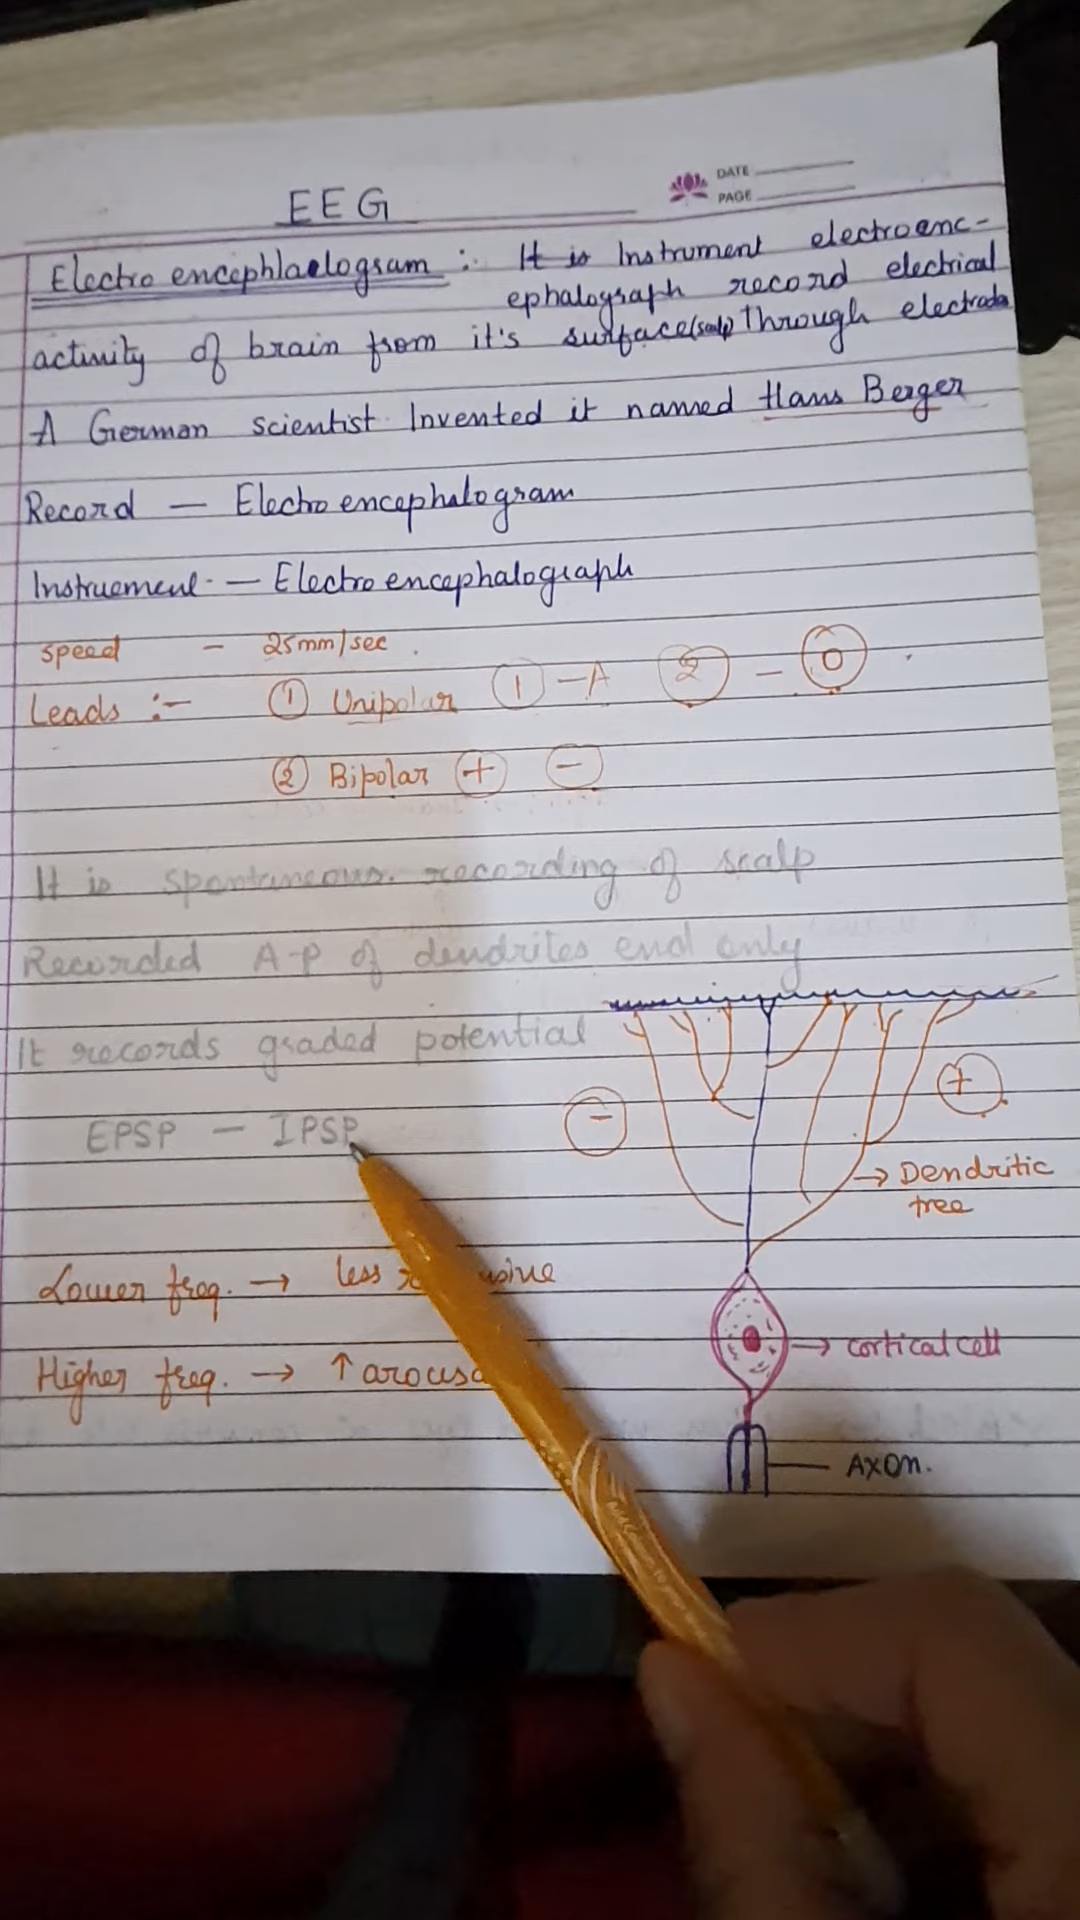 EEG
DATE
PAGE
Electro encephlaelogram :- It is Instrument electroenc-
ephalograph record electrical
activity of brain from it's surface(scalp) Through electrode
A German scientist Invented it named Hans Berger
Record — Electro encephalogram
Instruement - — Electro encephalograph
Speed — 25mm/sec.
Leads :- ① Unipolar ① — A ② — ⓪
② Bipolar ⊕ ⊖
It is spontaneous recording of scalp
Recorded A-P of dendrites end only
It records graded potential
EPSP — IPSP
− +
→ Dendritic
tree
Lower freq. → less
→ cortical cell
Higher freq. → ↑
AXON.